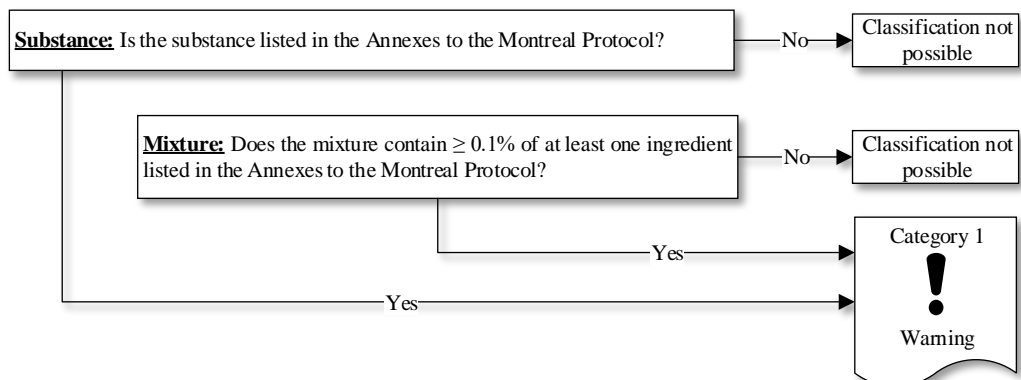 Substance: Is the substance listed in the Annexes to the Montreal Protocol?
No
Classification not
possible
Mixture: Does the mixture contain ≥ 0.1% of at least one ingredient
listed in the Annexes to the Montreal Protocol?
No
Classification not
possible
Category 1
Yes
!
Yes
Warning